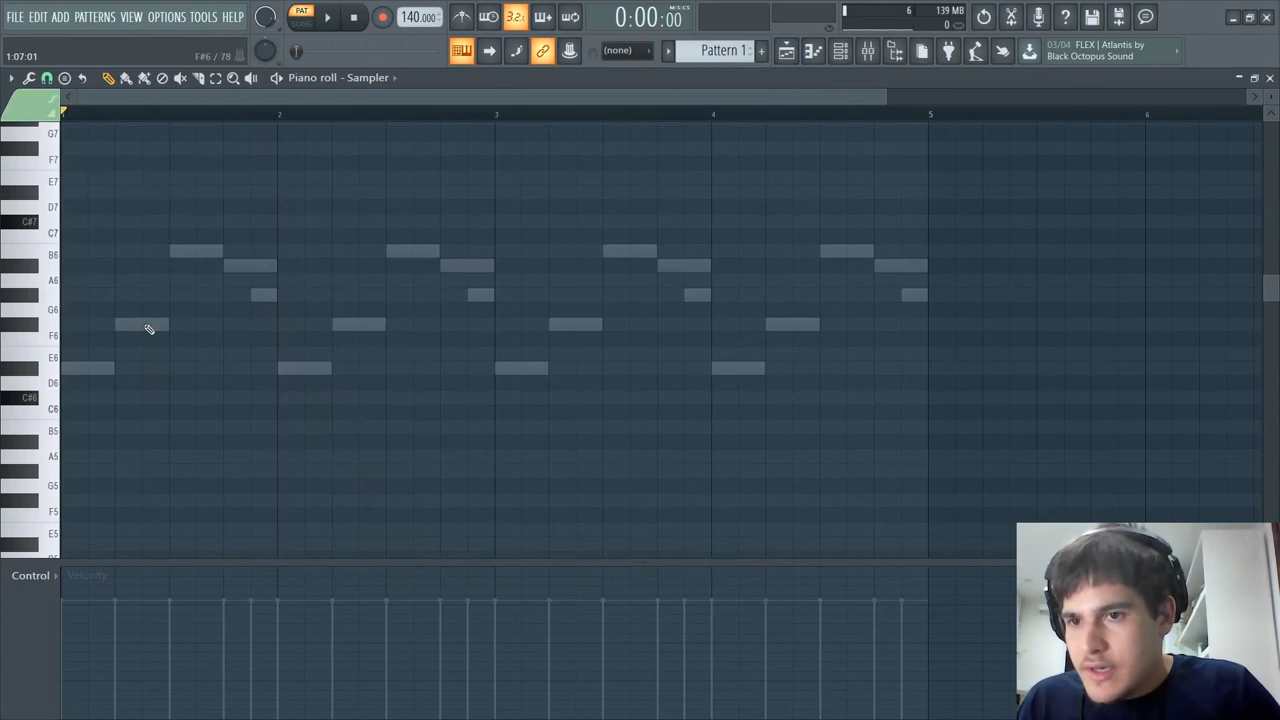 FILE EDIT ADD PATTERNS VIEW OPTIONS TOOLS HELP
PAT
SONG
140.000
3.2
0:00:00
M:S:CS
6
139 MB
0
1:07:01
F#6 / 78
(none)
Pattern 1
03/04 FLEX | Atlantis by
Black Octopus Sound
Piano roll - Sampler
2
3
4
5
6
G7
F7
E7
D7
C#7
C7
B6
A6
G6
F6
E6
D6
C#6
C6
B5
A5
G5
F5
E5
Control
Velocity